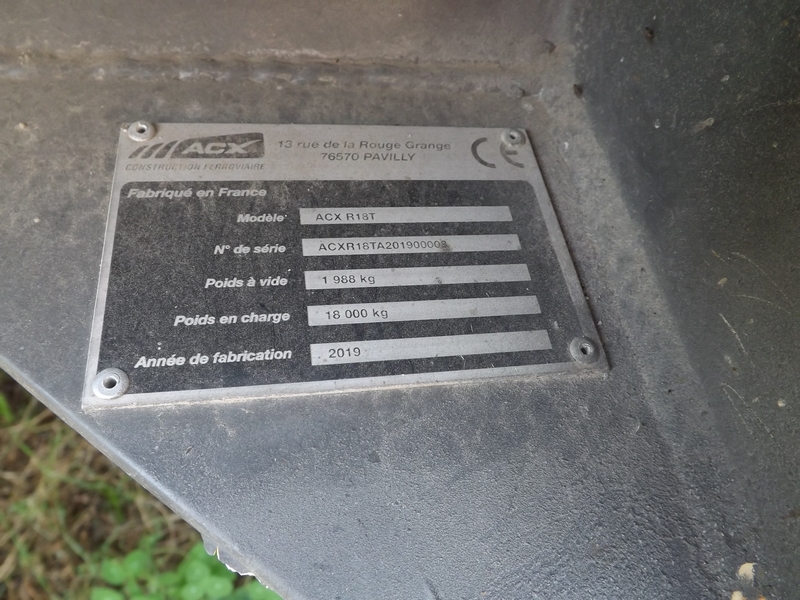 ACX
CONSTRUCTION FERROVIAIRE
13 rue de la Rouge Grange
76570 PAVILLY
CE
Fabriqué en France
Modèle ACX R18T
N° de série ACXR18TA201900008
Poids à vide 1 988 kg
Poids en charge 18 000 kg
Année de fabrication 2019